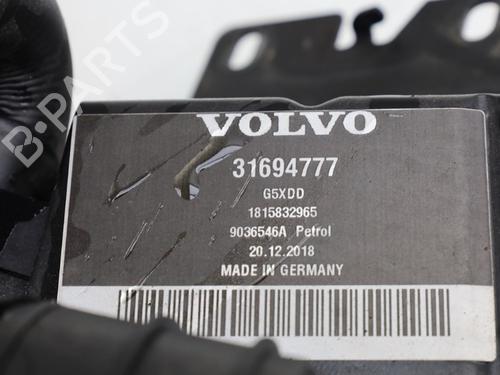 B-PARTS
VOLVO
31694777
G5XDD
1815832965
9036546A Petrol
20.12.2018
MADE IN GERMANY